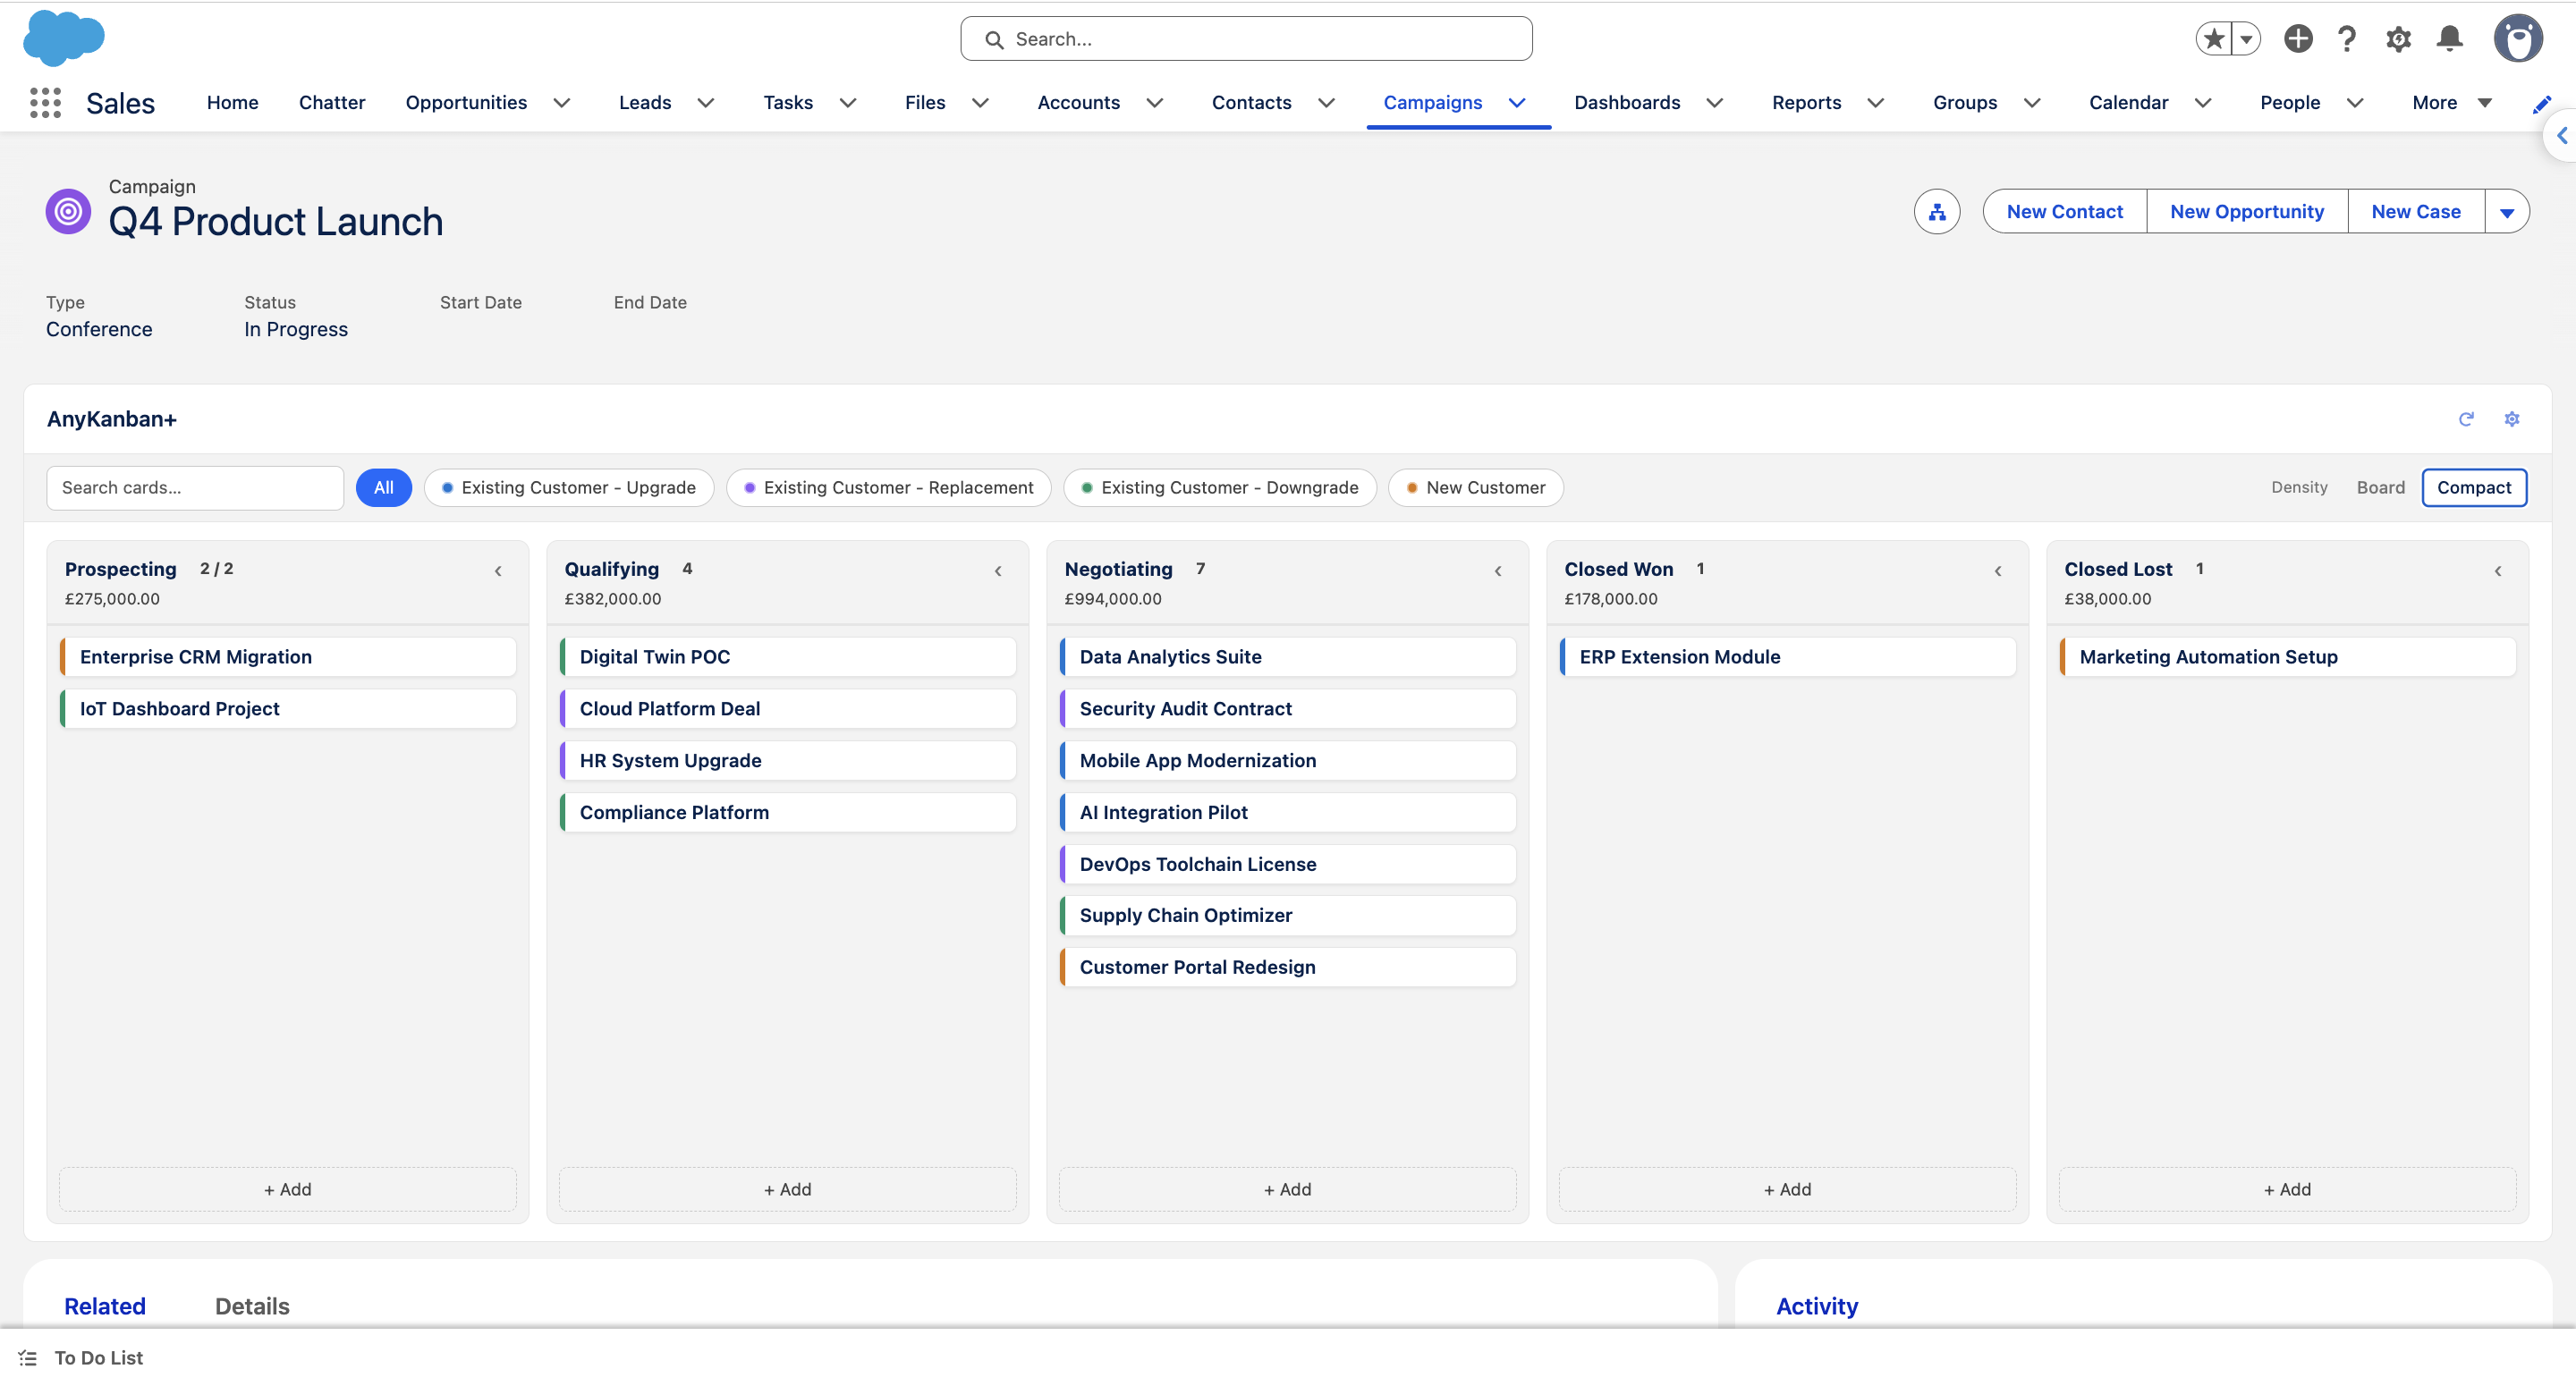 Search...
Sales Home Chatter Opportunities Leads Tasks Files Accounts Contacts Campaigns Dashboards Reports Groups Calendar People More
Campaign
Q4 Product Launch
New Contact New Opportunity New Case
Type Status Start Date End Date
Conference In Progress
AnyKanban+
Search cards... All Existing Customer - Upgrade Existing Customer - Replacement Existing Customer - Downgrade New Customer Density Board Compact
Prospecting 2 / 2
£275,000.00
Enterprise CRM Migration
IoT Dashboard Project
+ Add
Qualifying 4
£382,000.00
Digital Twin POC
Cloud Platform Deal
HR System Upgrade
Compliance Platform
+ Add
Negotiating 7
£994,000.00
Data Analytics Suite
Security Audit Contract
Mobile App Modernization
AI Integration Pilot
DevOps Toolchain License
Supply Chain Optimizer
Customer Portal Redesign
+ Add
Closed Won 1
£178,000.00
ERP Extension Module
+ Add
Closed Lost 1
£38,000.00
Marketing Automation Setup
+ Add
Related Details
Activity
To Do List